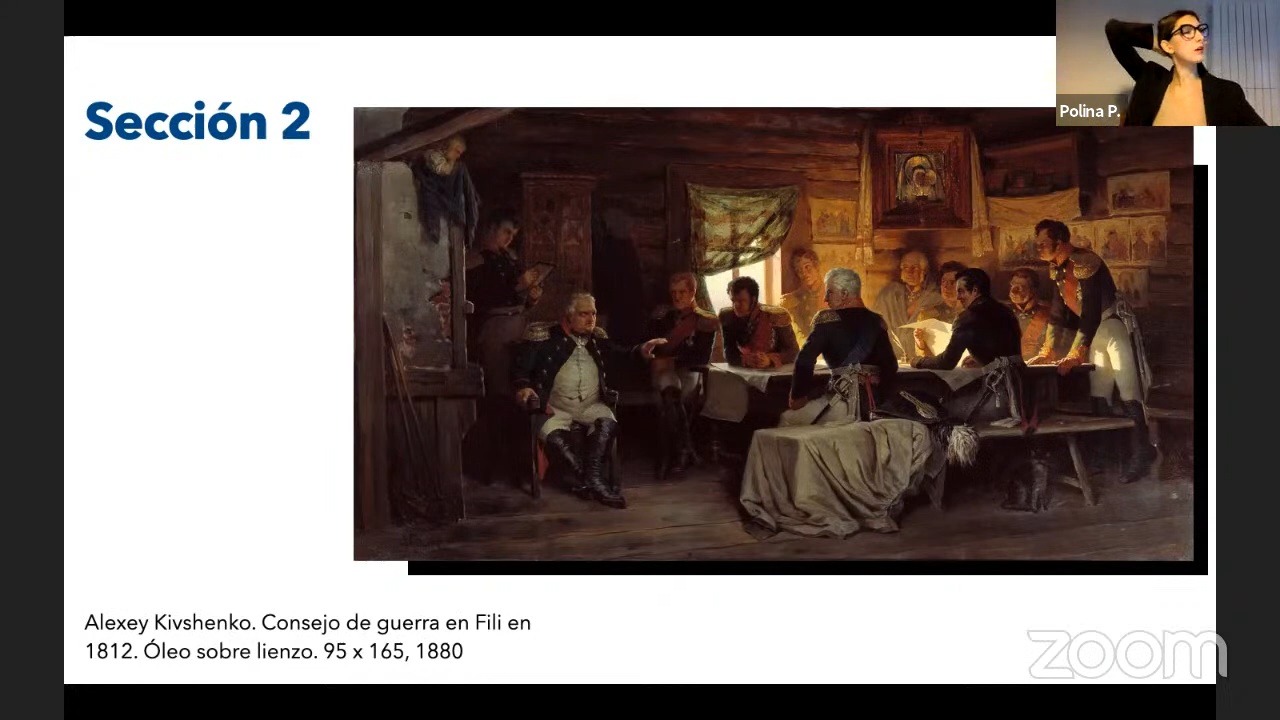 Sección 2
Polina P.
Alexey Kivshenko. Consejo de guerra en Fili en
1812. Óleo sobre lienzo. 95 x 165, 1880
zoom